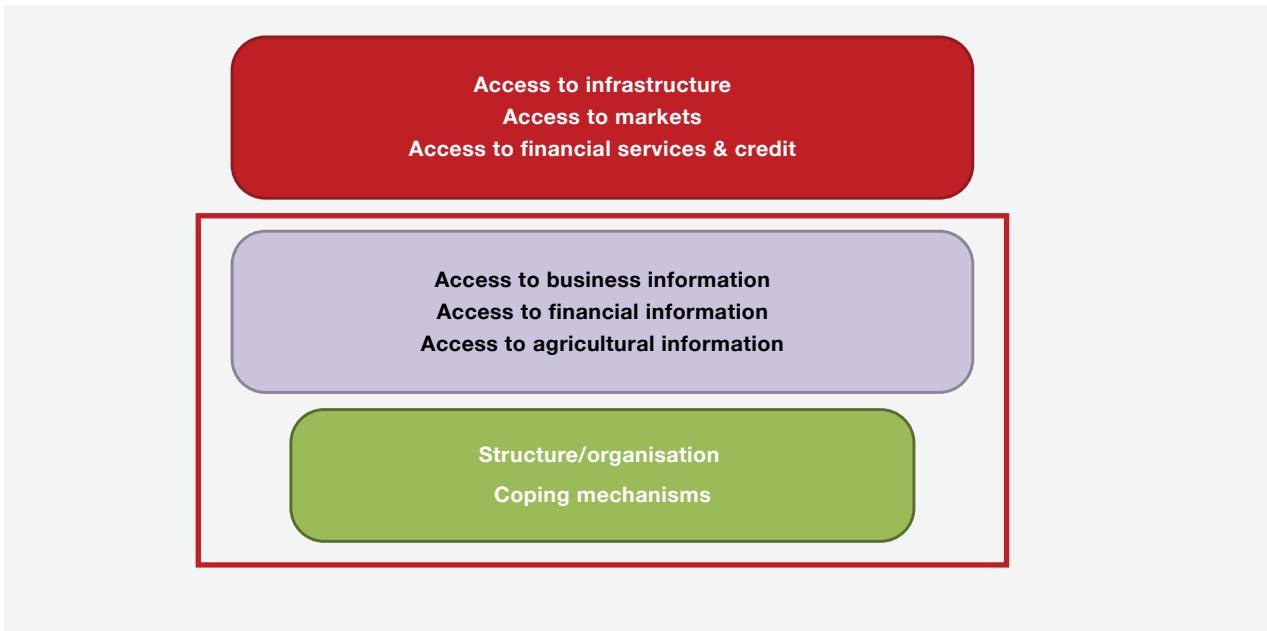 Access to infrastructure
Access to markets
Access to financial services & credit
Access to business information
Access to financial information
Access to agricultural information
Structure/organisation
Coping mechanisms